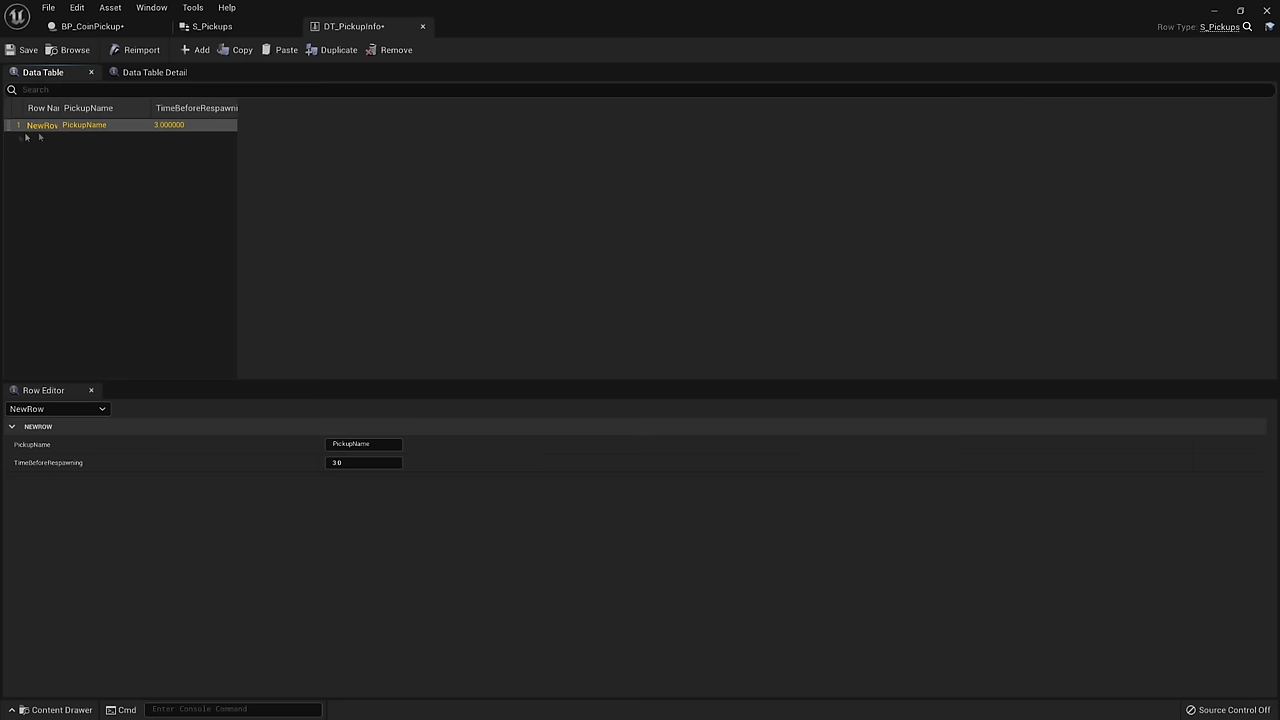 File Edit Asset Window Tools Help
BP_CoinPickup* S_Pickups DT_PickupInfo* Row Type: S_Pickups
Save Browse Reimport Add Copy Paste Duplicate Remove
Data Table Data Table Detail
Search
Row Na PickupName TimeBeforeRespawni
1 NewRov PickupName 3.000000
Row Editor
NewRow
NEWROW
PickupName PickupName
TimeBeforeRespawning 3.0
Content Drawer Cmd Enter Console Command Source Control Off